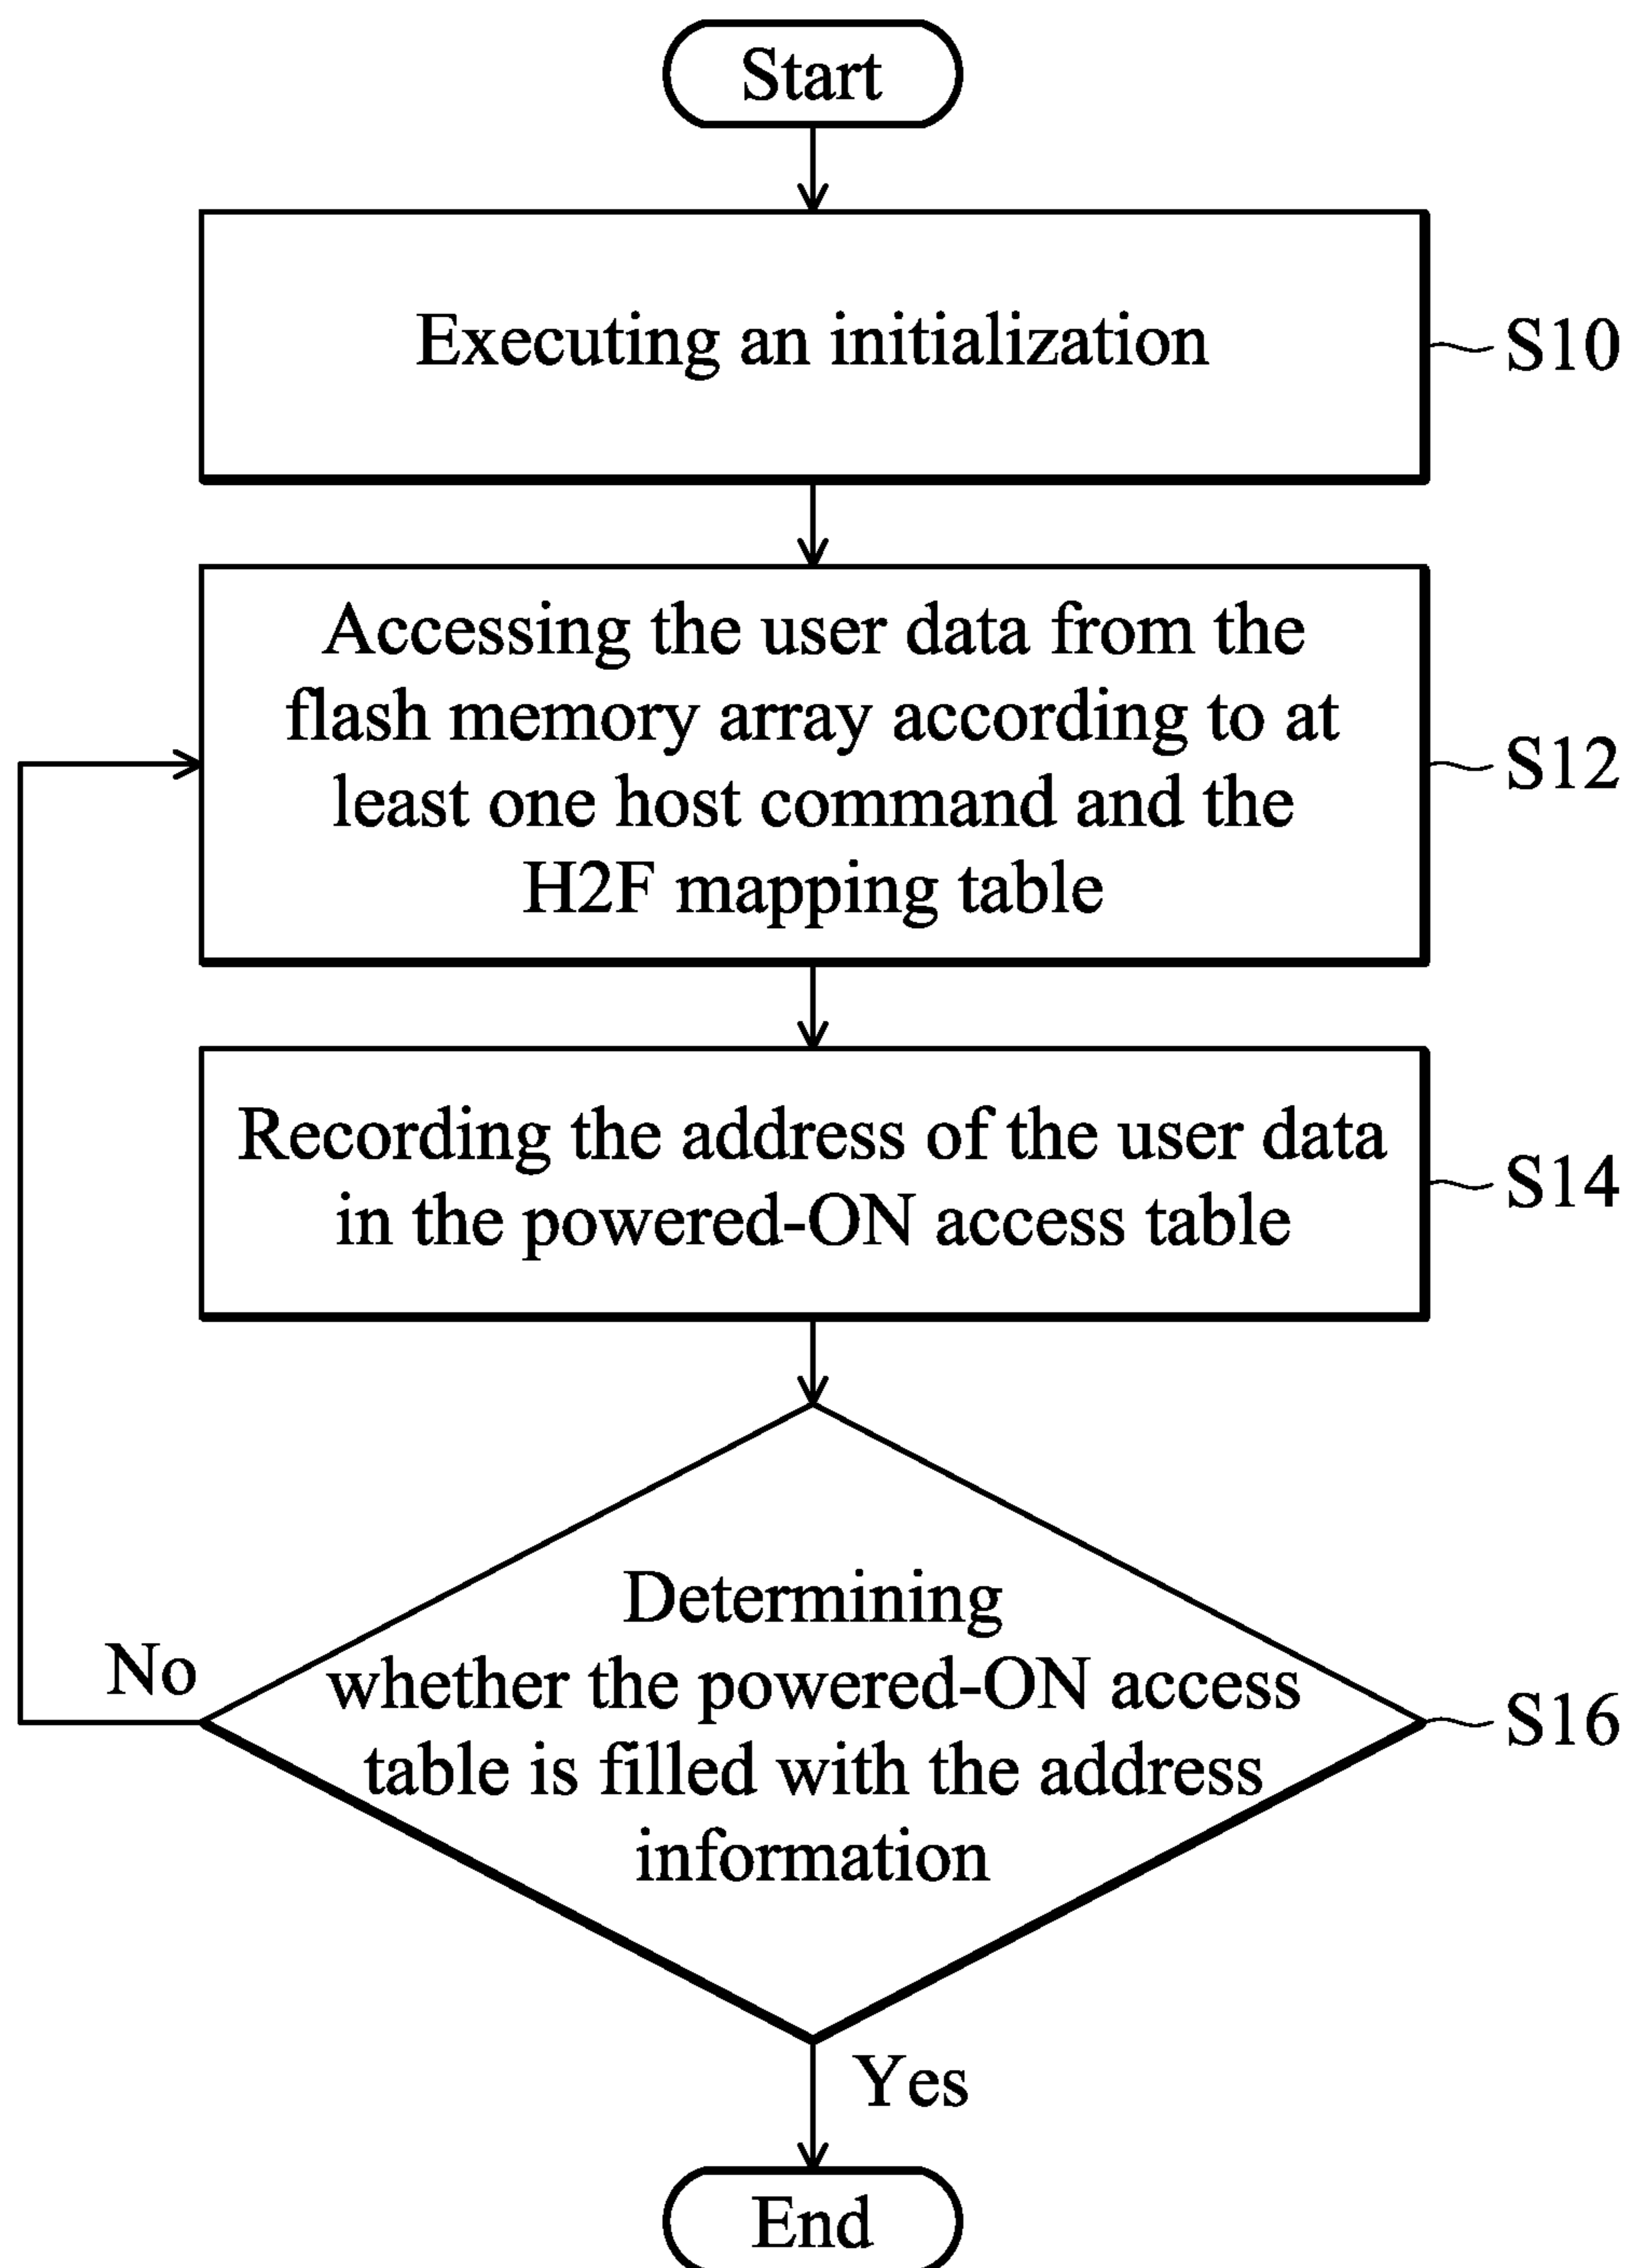 Start
Executing an initialization
S10
Accessing the user data from the
flash memory array according to at
least one host command and the
H2F mapping table
S12
Recording the address of the user data
in the powered-ON access table
S14
Determining
whether the powered-ON access
table is filled with the address
information
S16
No
Yes
End